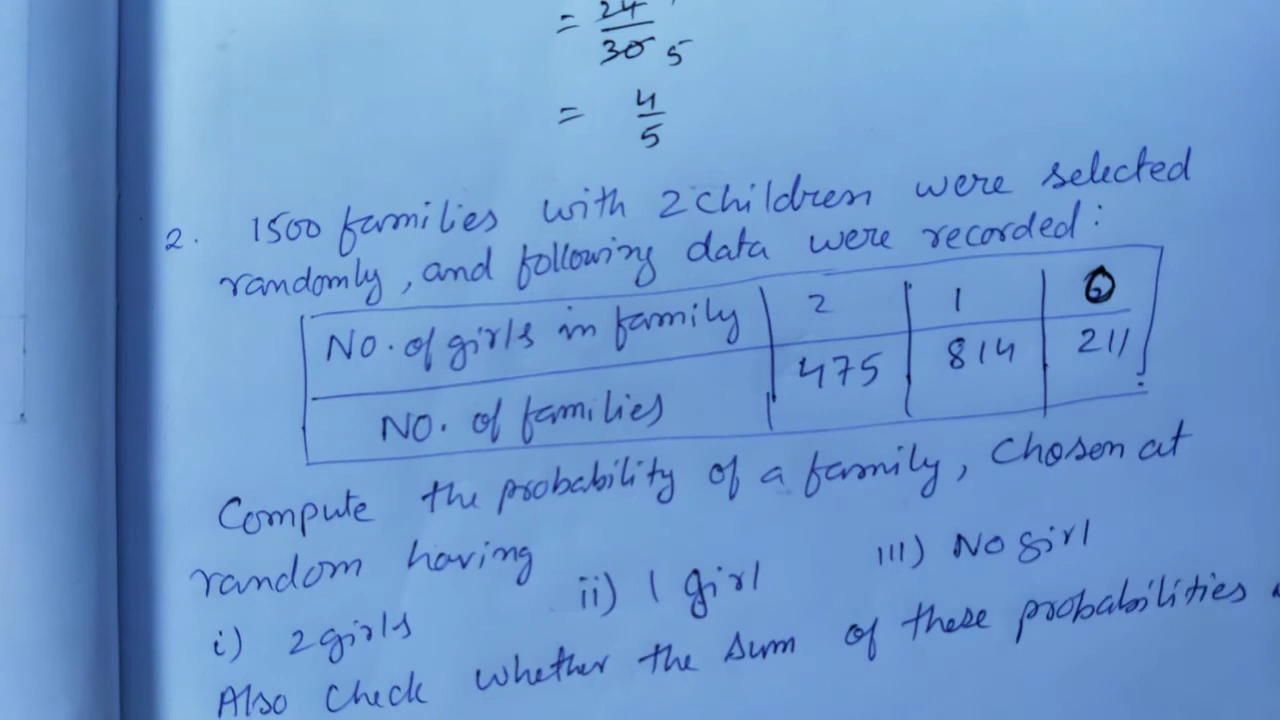 = 24
30 5
= 4
5
2. 1500 families with 2 children were selected
randomly, and following data were recorded:
No. of girls in family 2 1 0
No. of families 475 814 211
Compute the probability of a family, chosen at
random having
i) 2 girls ii) 1 girl iii) No girl
Also check whether the sum of these probabilities